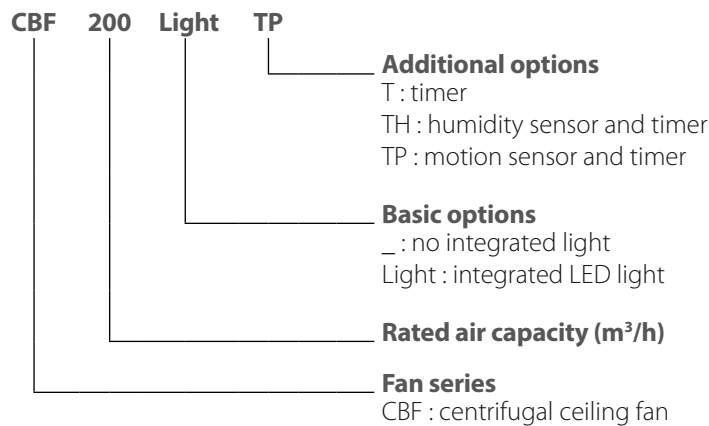 CBF 200 Light TP
Additional options
T : timer
TH : humidity sensor and timer
TP : motion sensor and timer
Basic options
_ : no integrated light
Light : integrated LED light
Rated air capacity (m³/h)
Fan series
CBF : centrifugal ceiling fan